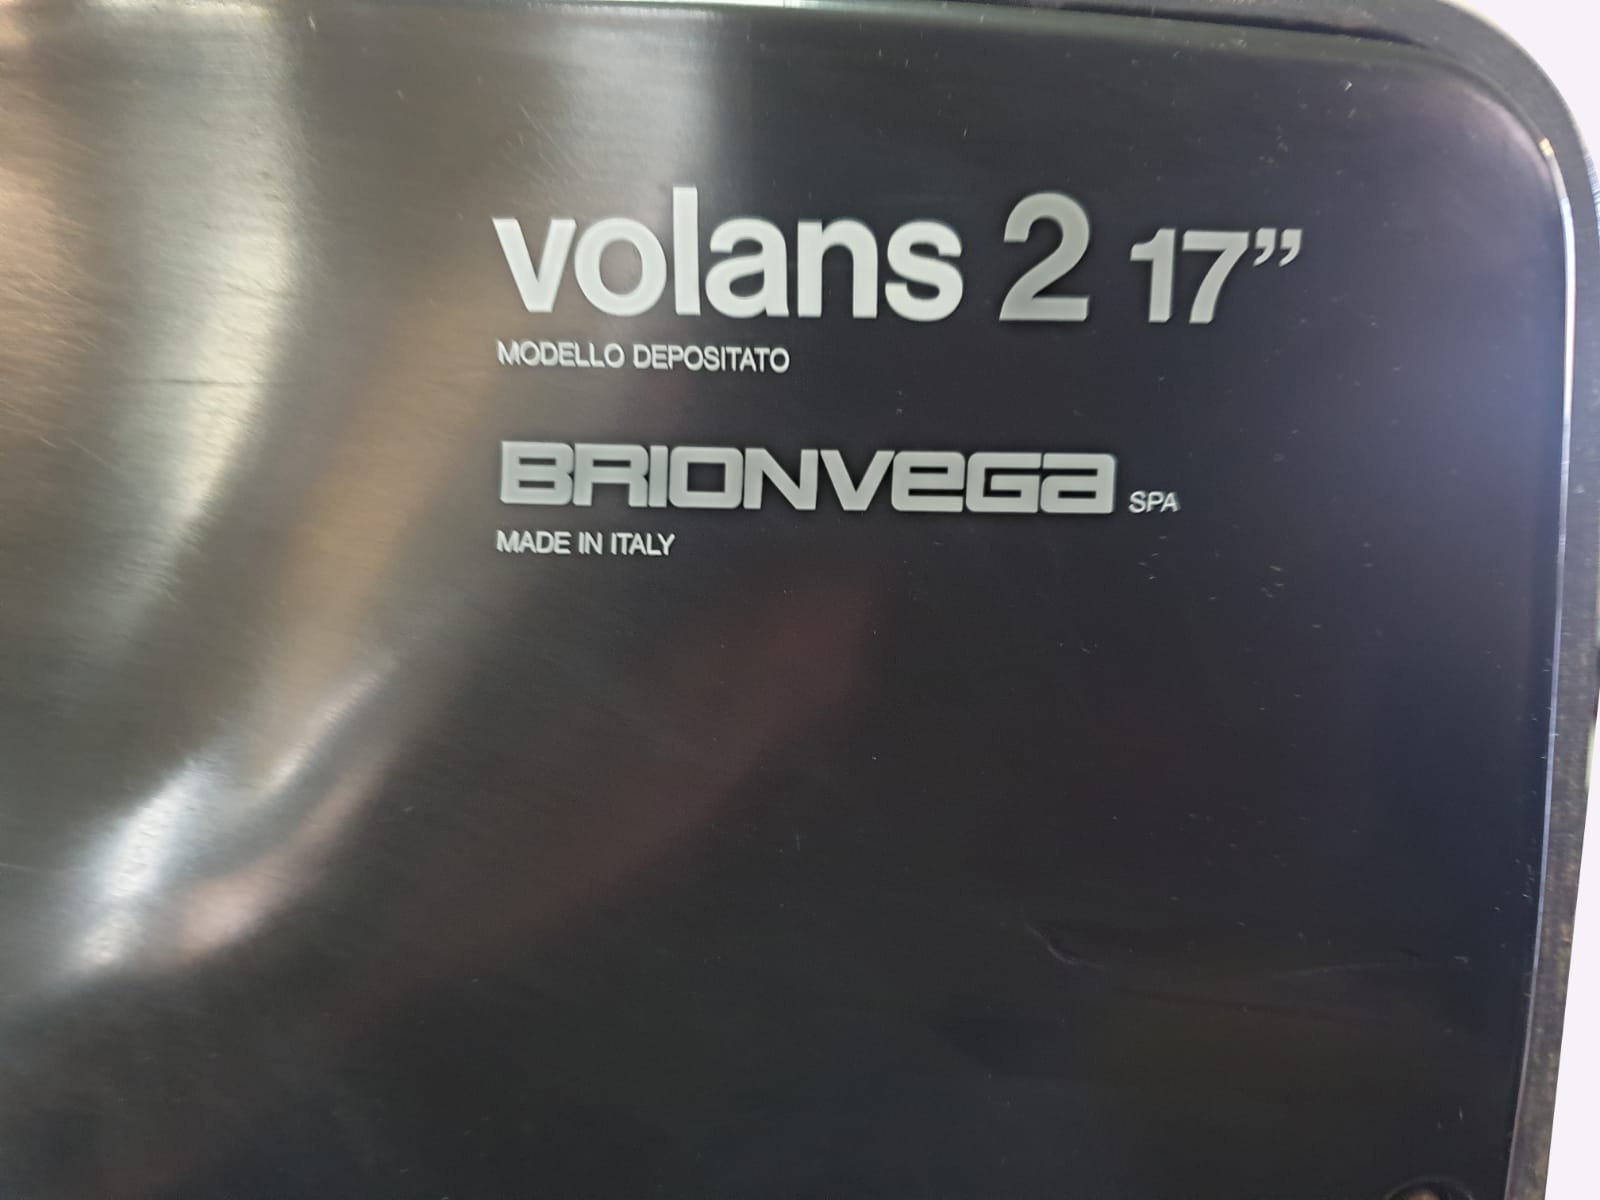 volans 2 17”
MODELLO DEPOSITATO
BRIONVEGA SPA
MADE IN ITALY